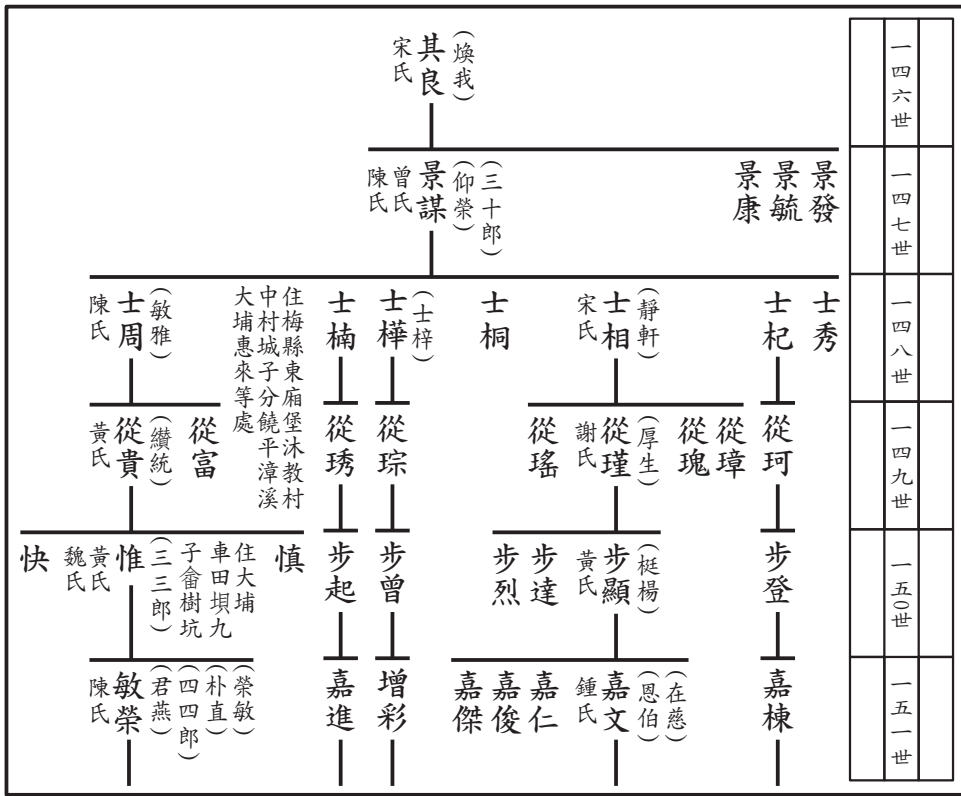 一四六世
(煥我)
其良
宋氏
一四七世
景發
景毓
景康
(三十郎)
(仰榮)
景謀
曾氏
陳氏
一四八世
士秀
士杞
(靜軒)
士相
宋氏
士桐
(士梓)
士樺
士楠
住梅縣東廂堡沐教村
中村城子分饒平漳溪
大埔惠來等處
(敏雅)
士周
陳氏
一四九世
從珂
從璋
從瑰
(厚生)
從瑾
謝氏
從瑤
從琮
從琇
從富
(纘統)
從貴
黃氏
一五○世
步登
(梃楊)
步顯
黃氏
步達
步烈
步曾
步起
慎
住大埔
車田垻九
子畲樹坑
(三三郎)
惟
黃氏
魏氏
快
一五一世
嘉棟
(在慈)
(恩伯)
嘉文
鍾氏
嘉仁
嘉俊
嘉傑
增彩
嘉進
(榮敏)
(朴直)
(四四郎)
(君燕)
敏榮
陳氏